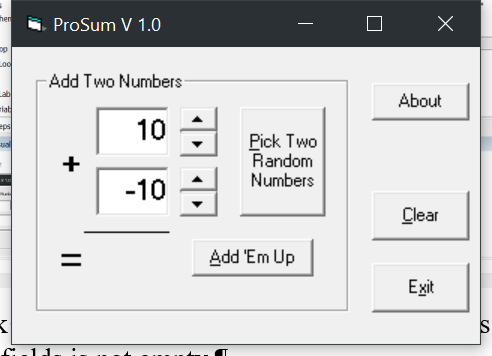 ProSum V 1.0
Add Two Numbers
About
10
+
-10
Pick Two
Random
Numbers
Clear
=
Add 'Em Up
Exit
fields is not empty.¶